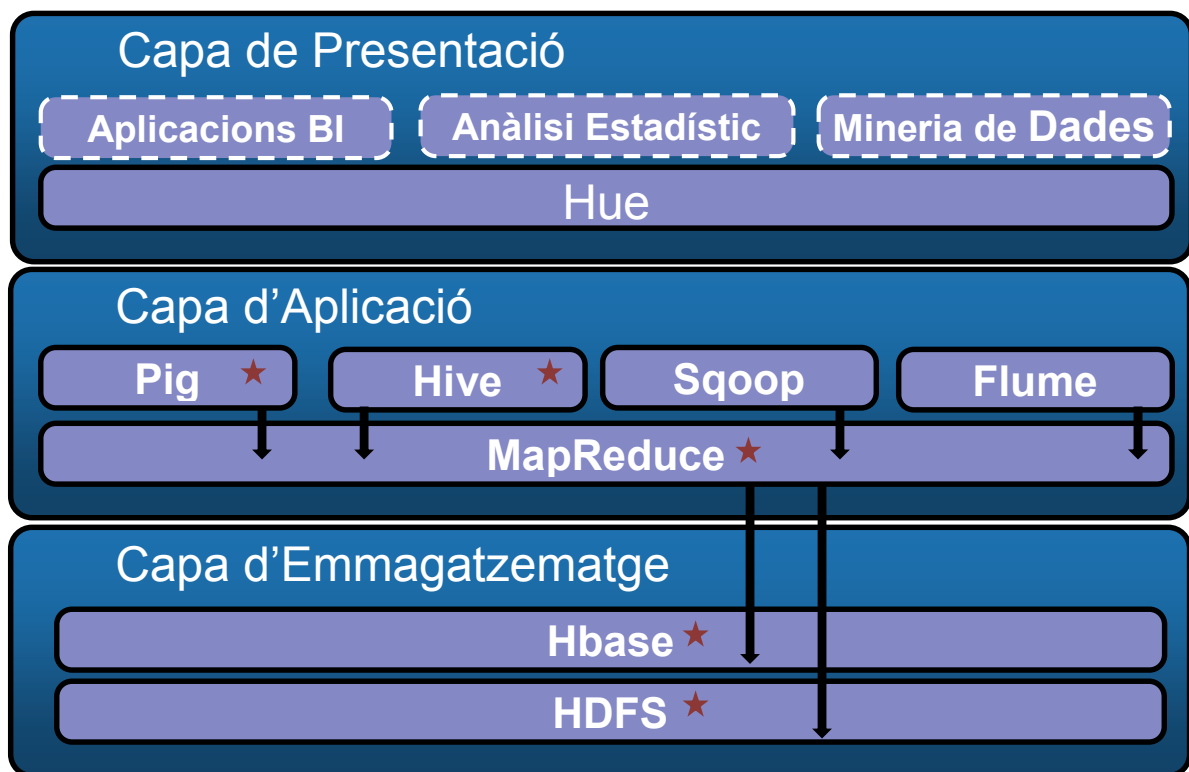 Capa de Presentació
Aplicacions BI
Anàlisi Estadístic
Mineria de Dades
Hue
Capa d’Aplicació
Pig
Hive
Sqoop
Flume
MapReduce
Capa d’Emmagatzematge
Hbase
HDFS